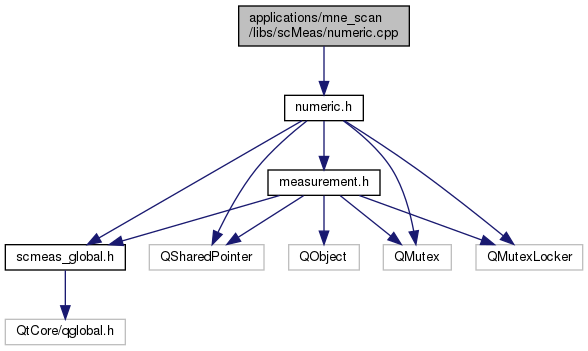 applications/mne_scan
/libs/scMeas/numeric.cpp
numeric.h
measurement.h
scmeas_global.h
QSharedPointer
QObject
QMutex
QMutexLocker
QtCore/qglobal.h